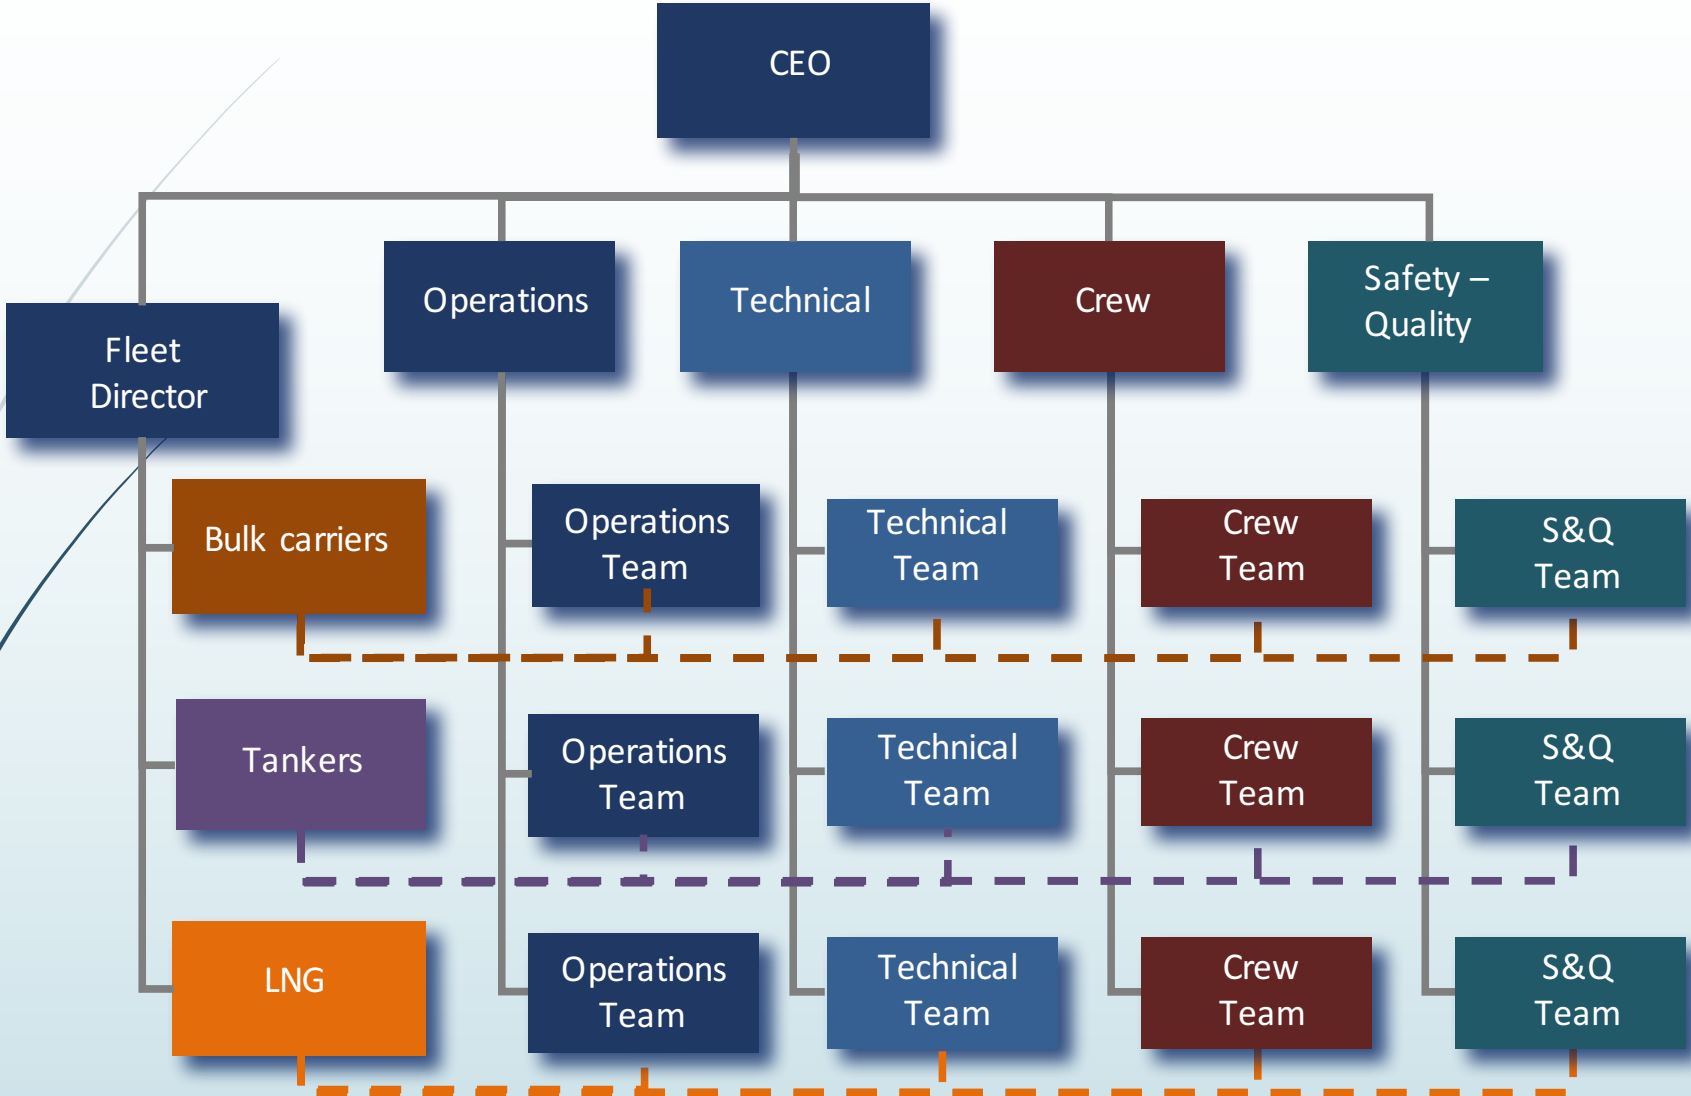 CEO
Fleet
Director
Operations
Technical
Crew
Safety –
Quality
Bulk carriers
Operations
Team
Technical
Team
Crew
Team
S&Q
Team
Tankers
Operations
Team
Technical
Team
Crew
Team
S&Q
Team
LNG
Operations
Team
Technical
Team
Crew
Team
S&Q
Team